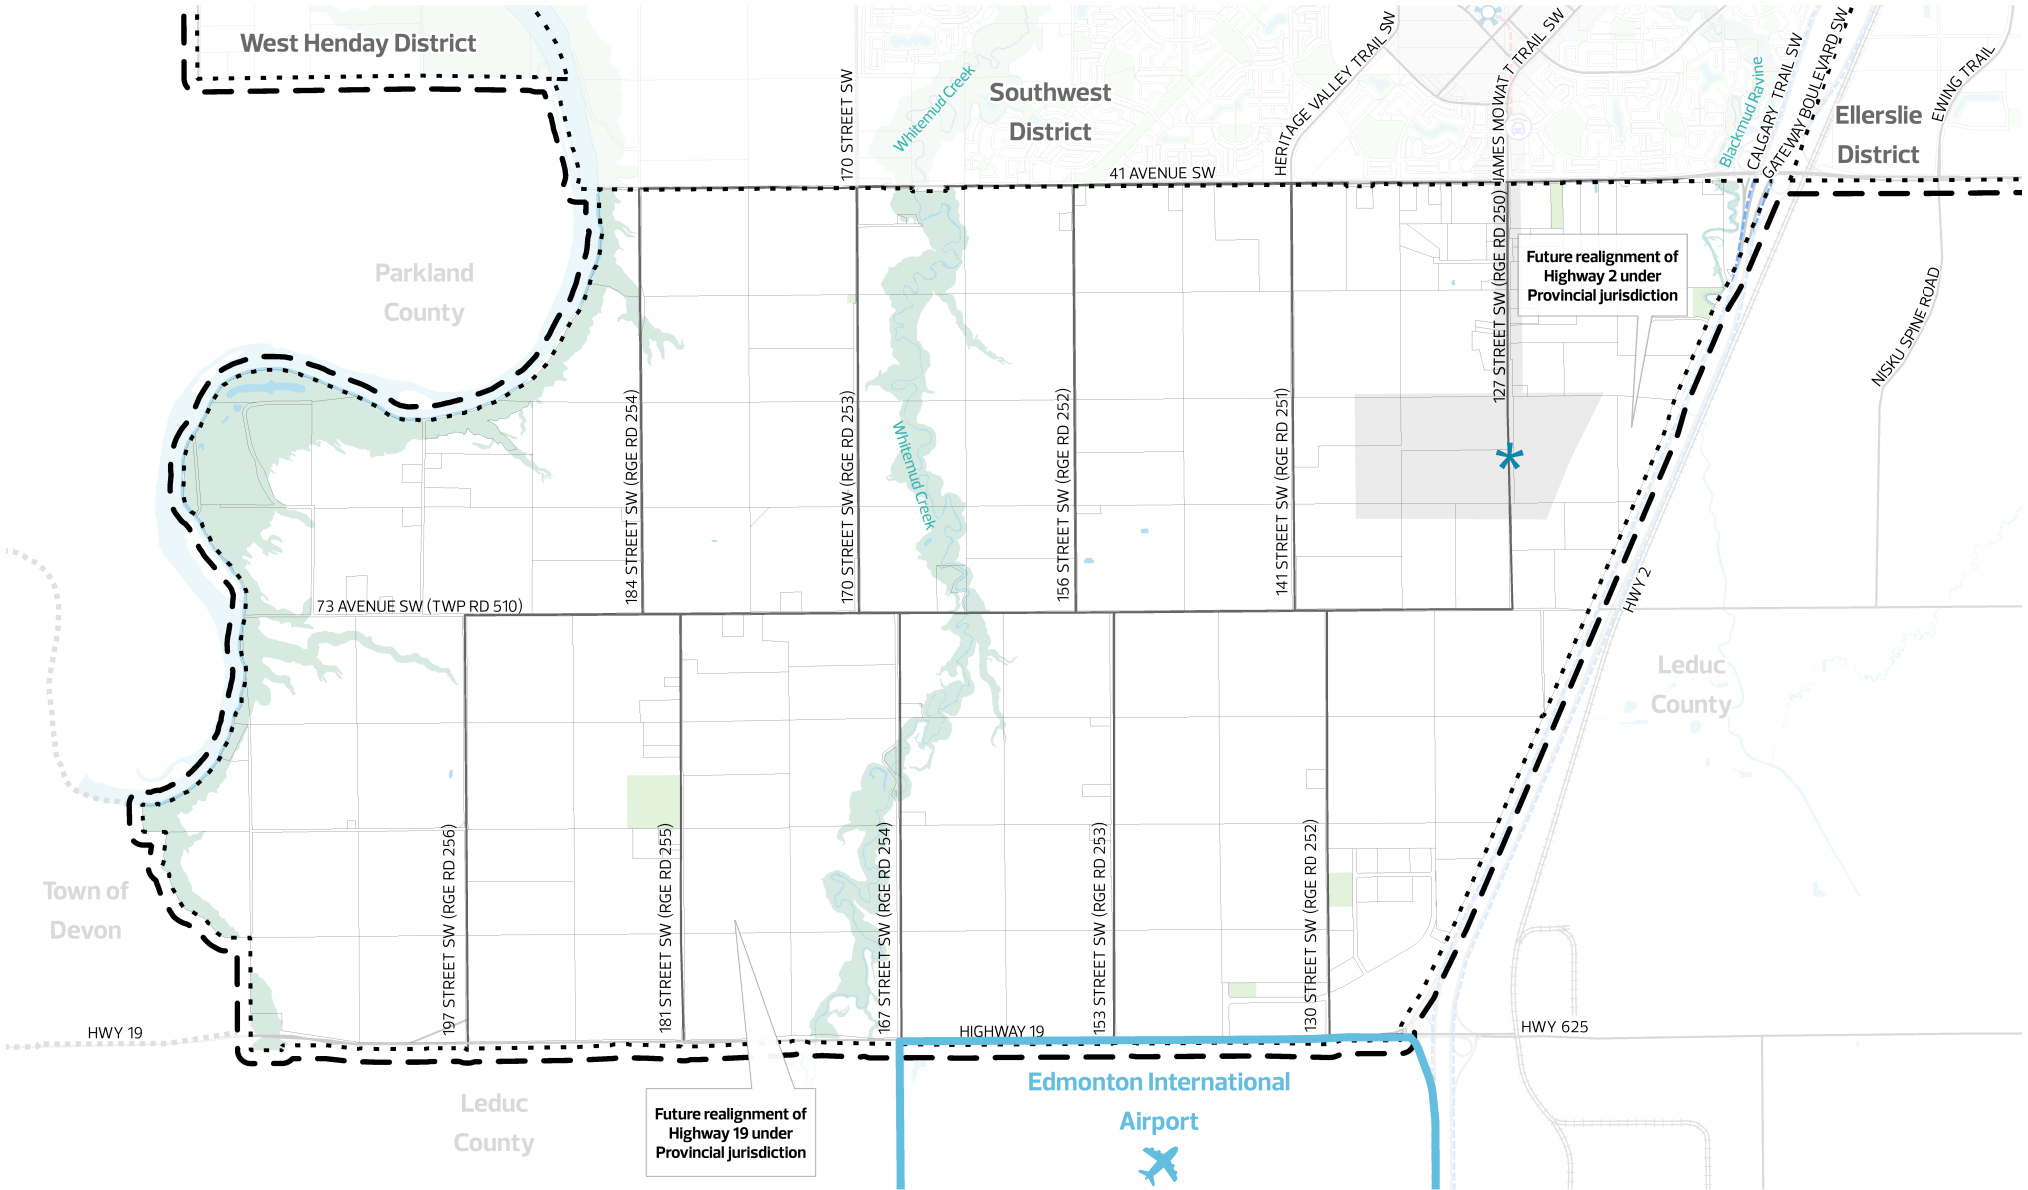 West Henday District
Southwest
District
Ellerslie
District
Whitemud Creek
170 STREET SW
HERITAGE VALLEY TRAIL SW
JAMES MOWAT T TRAIL SW
Blackmud Ravine
CALGARY TRAIL SW
GATEWAY BOULEVARD SW
EWING TRAIL
41 AVENUE SW
Parkland
County
127 STREET SW (RGE RD 250)
Future realignment of
Highway 2 under
Provincial jurisdiction
NISKU SPINE ROAD
184 STREET SW (RGE RD 254)
170 STREET SW (RGE RD 253)
Whitemud Creek
156 STREET SW (RGE RD 252)
141 STREET SW (RGE RD 251)
*
73 AVENUE SW (TWP RD 510)
HWY 2
Leduc
County
Town of
Devon
197 STREET SW (RGE RD 256)
181 STREET SW (RGE RD 255)
167 STREET SW (RGE RD 254)
153 STREET SW (RGE RD 253)
130 STREET SW (RGE RD 252)
HWY 19
HIGHWAY 19
HWY 625
Leduc
County
Future realignment of
Highway 19 under
Provincial jurisdiction
Edmonton International
Airport